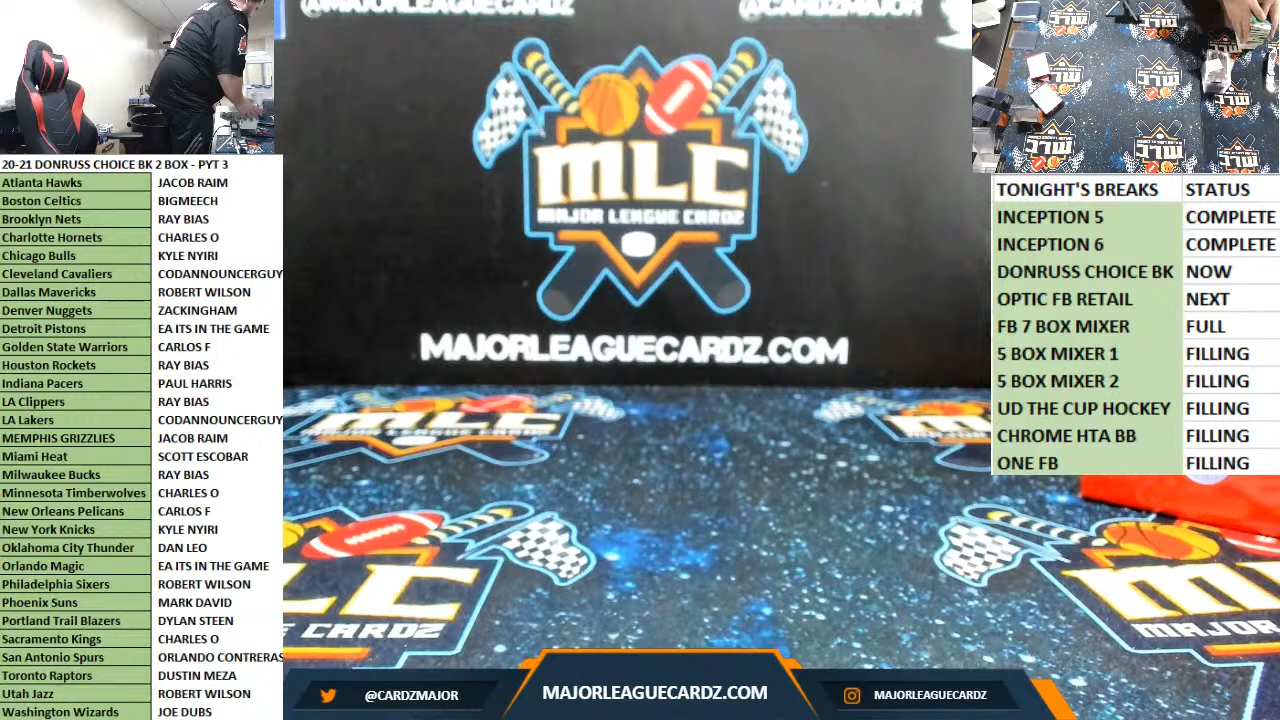 @MAJORLEAGUECARDZ
@CARDZMAJOR
20-21 DONRUSS CHOICE BK 2 BOX - PYT 3
Atlanta Hawks JACOB RAIM
Boston Celtics BIGMEECH
Brooklyn Nets RAY BIAS
Charlotte Hornets CHARLES O
Chicago Bulls KYLE NYIRI
Cleveland Cavaliers CODANNOUNCERGUY
Dallas Mavericks ROBERT WILSON
Denver Nuggets ZACKINGHAM
Detroit Pistons EA ITS IN THE GAME
Golden State Warriors CARLOS F
Houston Rockets RAY BIAS
Indiana Pacers PAUL HARRIS
LA Clippers RAY BIAS
LA Lakers CODANNOUNCERGUY
MEMPHIS GRIZZLIES JACOB RAIM
Miami Heat SCOTT ESCOBAR
Milwaukee Bucks RAY BIAS
Minnesota Timberwolves CHARLES O
New Orleans Pelicans CARLOS F
New York Knicks KYLE NYIRI
Oklahoma City Thunder DAN LEO
Orlando Magic EA ITS IN THE GAME
Philadelphia Sixers ROBERT WILSON
Phoenix Suns MARK DAVID
Portland Trail Blazers DYLAN STEEN
Sacramento Kings CHARLES O
San Antonio Spurs ORLANDO CONTRERAS
Toronto Raptors DUSTIN MEZA
Utah Jazz ROBERT WILSON
Washington Wizards JOE DUBS
MLC
MAJOR LEAGUE CARDZ
MAJORLEAGUECARDZ.COM
TONIGHT'S BREAKS STATUS
INCEPTION 5 COMPLETE
INCEPTION 6 COMPLETE
DONRUSS CHOICE BK NOW
OPTIC FB RETAIL NEXT
FB 7 BOX MIXER FULL
5 BOX MIXER 1 FILLING
5 BOX MIXER 2 FILLING
UD THE CUP HOCKEY FILLING
CHROME HTA BB FILLING
ONE FB FILLING
MLC
LC
E CARDZ
ML
MAJOR
@CARDZMAJOR
MAJORLEAGUECARDZ.COM
MAJORLEAGUECARDZ